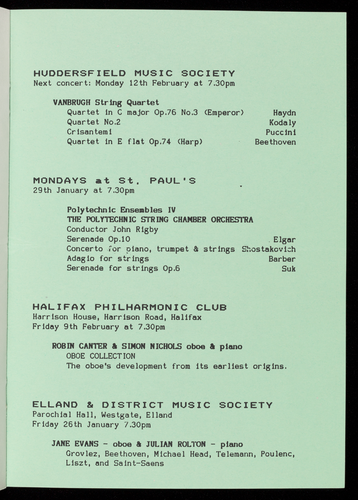 HUDDERSFIELD MUSIC SOCIETY
Next concert: Monday 12th February at 7.30pm
VANBRUGH String Quartet
Quartet in C major Op.76 No.3 (Emperor) Haydn
Quartet No.2 Kodaly
Crisantemi Puccini
Quartet in E flat Op.74 (Harp) Beethoven
MONDAYS at St. PAUL'S
29th January at 7.30pm
Polytechnic Ensembles IV
THE POLYTECHNIC STRING CHAMBER ORCHESTRA
Conductor John Rigby
Serenade Op.10 Elgar
Concerto for piano, trumpet & strings Shostakovich
Adagio for strings Barber
Serenade for strings Op.6 Suk
HALIFAX PHILHARMONIC CLUB
Harrison House, Harrison Road, Halifax
Friday 9th February at 7.30pm
ROBIN CANTER & SIMON NICHOLS oboe & piano
OBOE COLLECTION
The oboe's development from its earliest origins.
ELLAND & DISTRICT MUSIC SOCIETY
Parochial Hall, Westgate, Elland
Friday 26th January 7.30pm
JANE EVANS - oboe & JULIAN ROLTON - piano
Grovlez, Beethoven, Michael Head, Telemann, Poulenc,
Liszt, and Saint-Saens